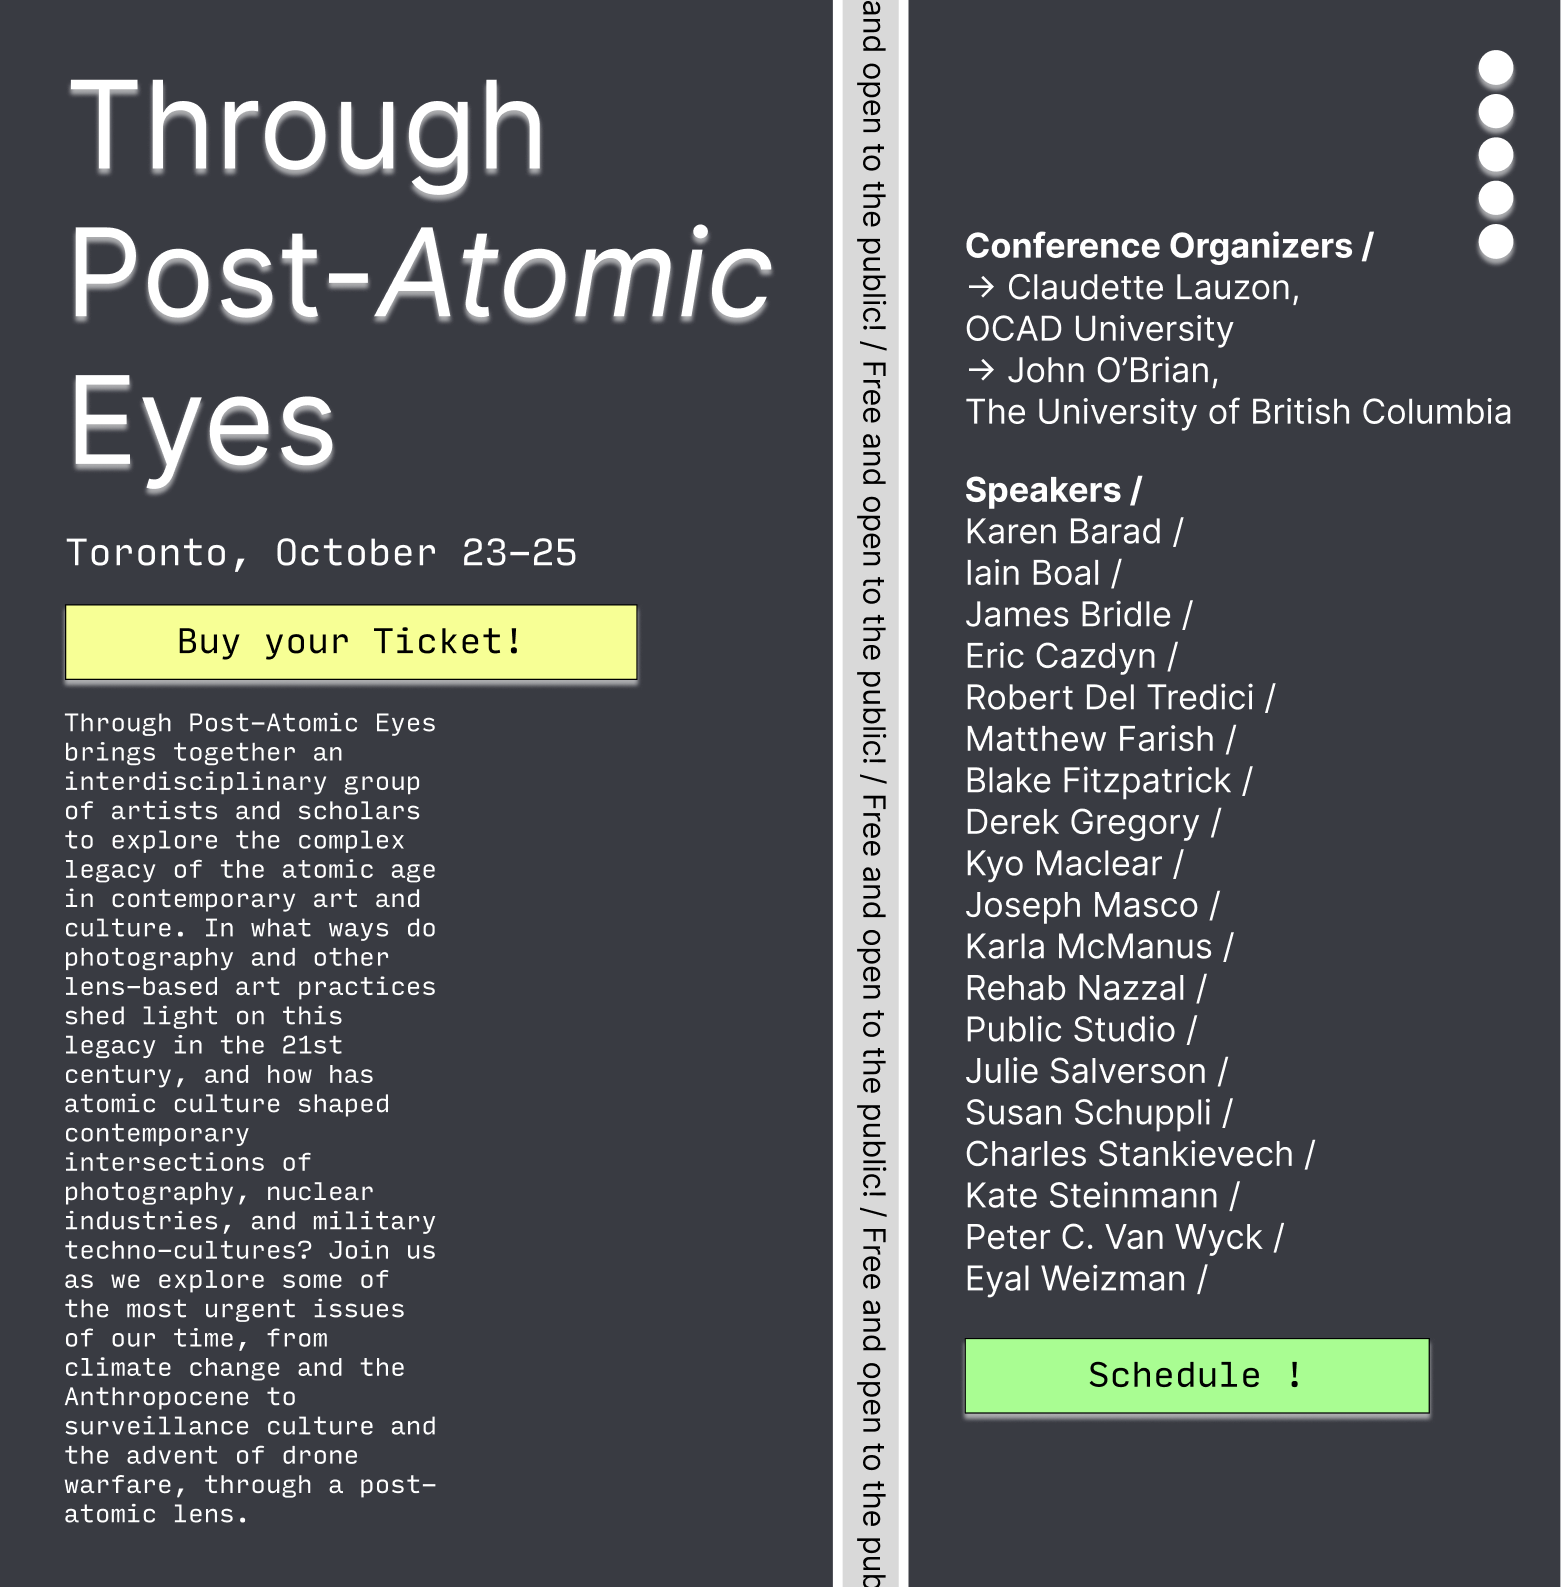 Through
Post-Atomic
Eyes
Toronto, October 23–25
Buy your Ticket!
Through Post–Atomic Eyes
brings together an
interdisciplinary group
of artists and scholars
to explore the complex
legacy of the atomic age
in contemporary art and
culture. In what ways do
photography and other
lens–based art practices
shed light on this
legacy in the 21st
century, and how has
atomic culture shaped
contemporary
intersections of
photography, nuclear
industries, and military
techno–cultures? Join us
as we explore some of
the most urgent issues
of our time, from
climate change and the
Anthropocene to
surveillance culture and
the advent of drone
warfare, through a post–
atomic lens.
and open to the public! / Free and open to the public! / Free and open to the public! / Free and open to the pub
Conference Organizers /
→ Claudette Lauzon,
OCAD University
→ John O’Brian,
The University of British Columbia
Speakers /
Karen Barad /
Iain Boal /
James Bridle /
Eric Cazdyn /
Robert Del Tredici /
Matthew Farish /
Blake Fitzpatrick /
Derek Gregory /
Kyo Maclear /
Joseph Masco /
Karla McManus /
Rehab Nazzal /
Public Studio /
Julie Salverson /
Susan Schuppli /
Charles Stankievech /
Kate Steinmann /
Peter C. Van Wyck /
Eyal Weizman /
Schedule !